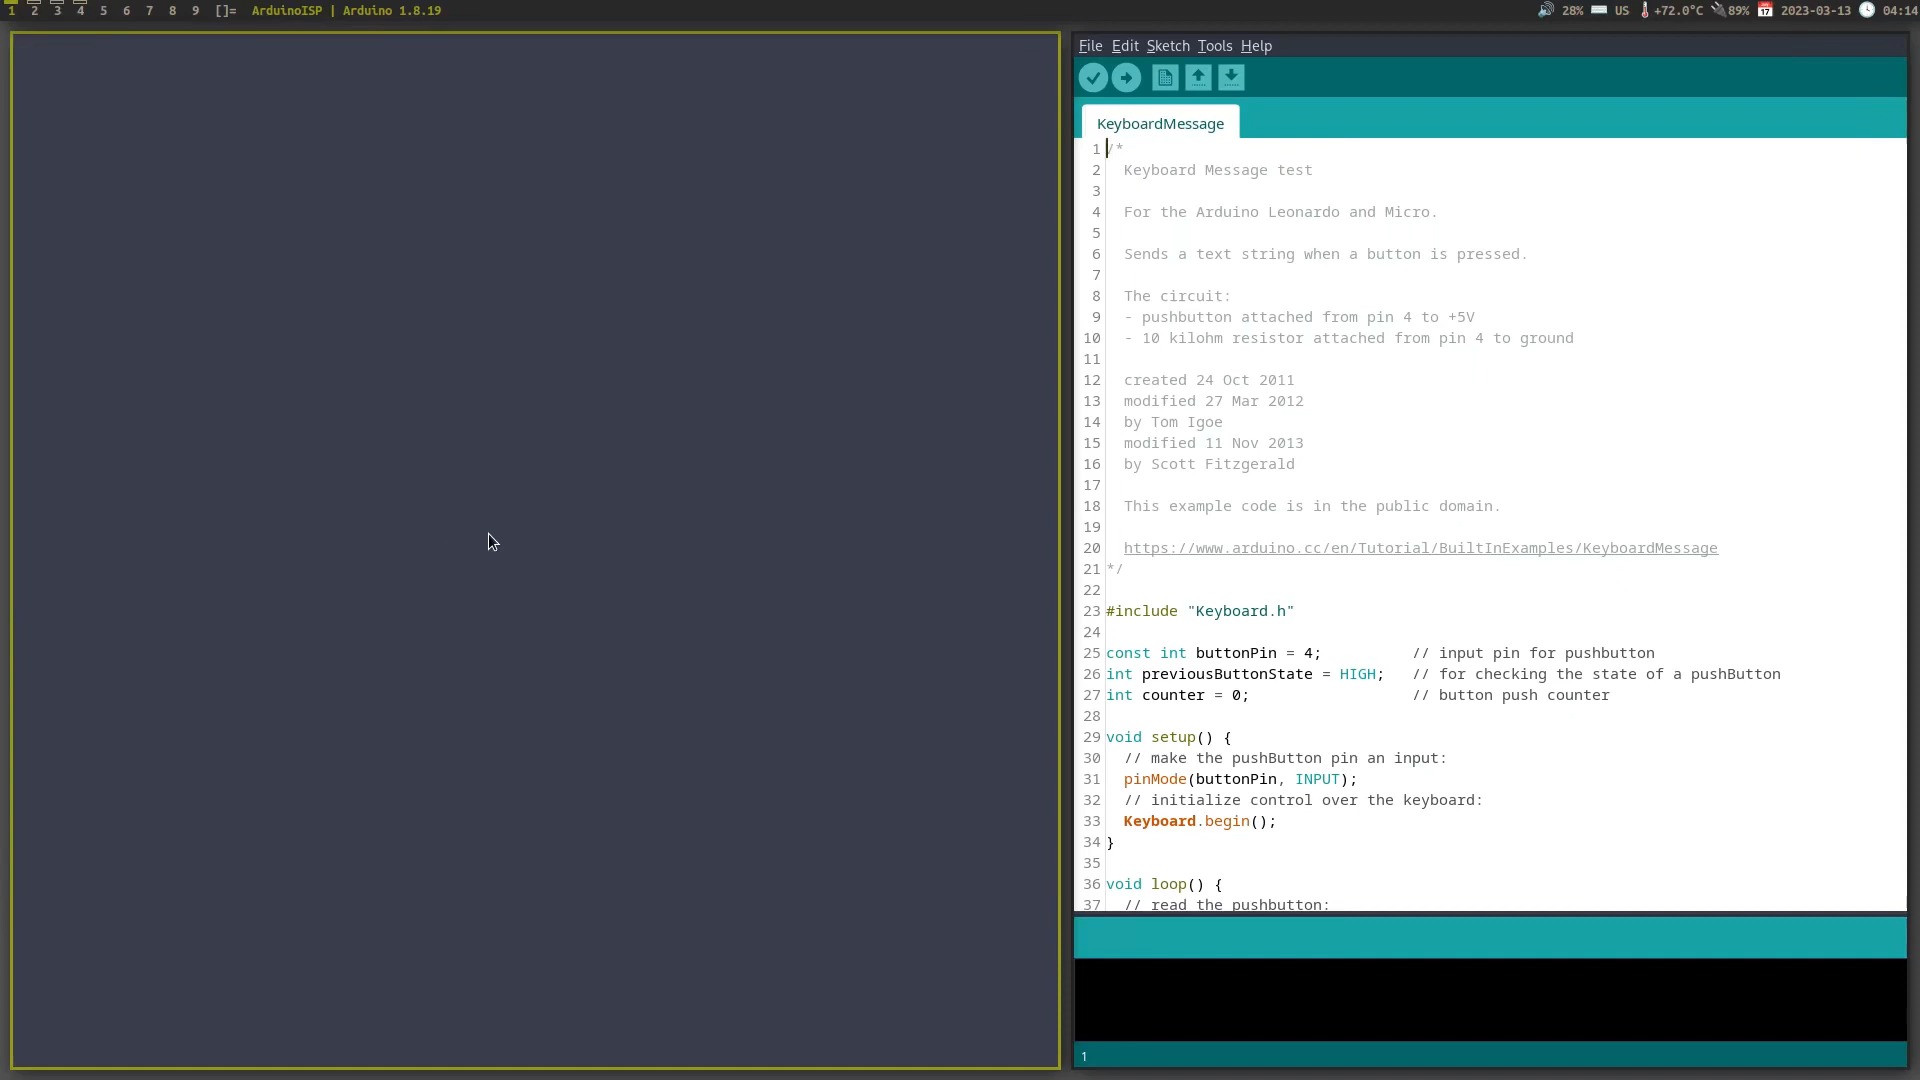 1 2 3 4 5 6 7 8 9 []= ArduinoISP | Arduino 1.8.19
28% US +72.0°C 89% 2023-03-13 04:14
File Edit Sketch Tools Help
KeyboardMessage
1 /*
2 Keyboard Message test
3
4 For the Arduino Leonardo and Micro.
5
6 Sends a text string when a button is pressed.
7
8 The circuit:
9 - pushbutton attached from pin 4 to +5V
10 - 10 kilohm resistor attached from pin 4 to ground
11
12 created 24 Oct 2011
13 modified 27 Mar 2012
14 by Tom Igoe
15 modified 11 Nov 2013
16 by Scott Fitzgerald
17
18 This example code is in the public domain.
19
20 https://www.arduino.cc/en/Tutorial/BuiltInExamples/KeyboardMessage
21 */
22
23 #include "Keyboard.h"
24
25 const int buttonPin = 4;          // input pin for pushbutton
26 int previousButtonState = HIGH;   // for checking the state of a pushButton
27 int counter = 0;                  // button push counter
28
29 void setup() {
30   // make the pushButton pin an input:
31   pinMode(buttonPin, INPUT);
32   // initialize control over the keyboard:
33   Keyboard.begin();
34 }
35
36 void loop() {
37   // read the pushbutton:
1